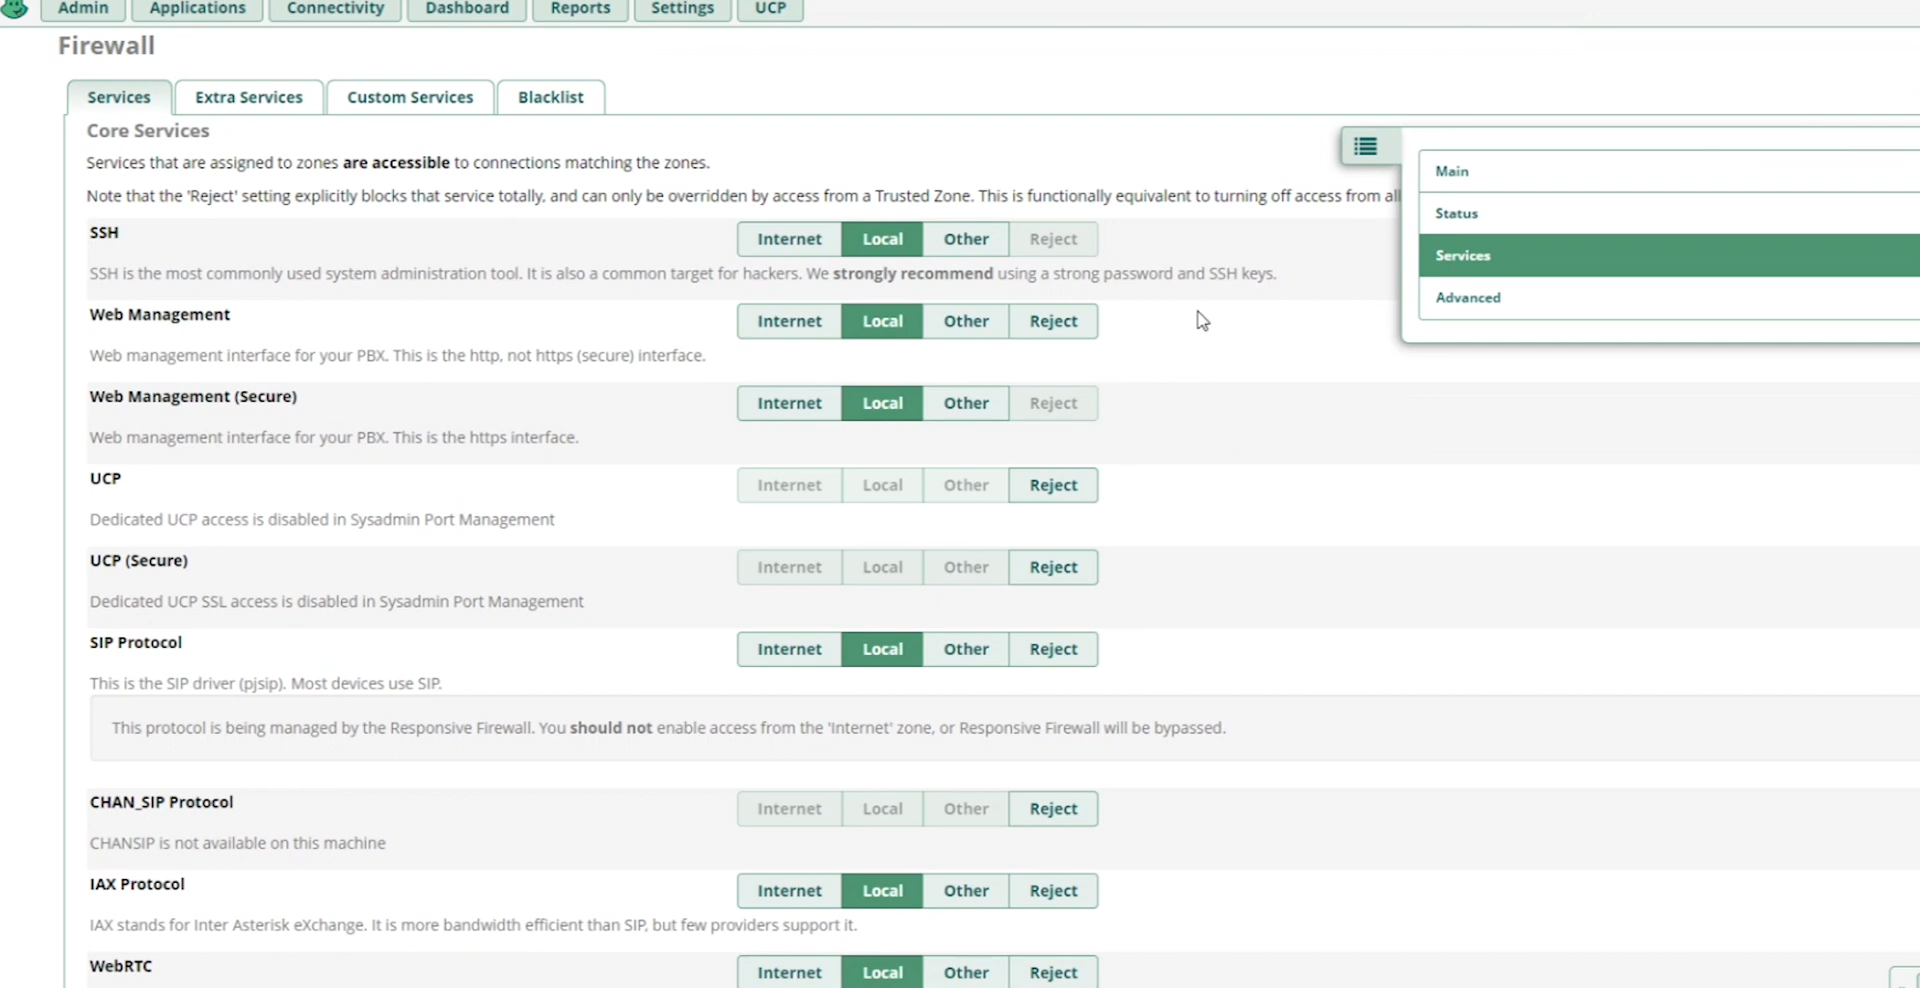 Admin Applications Connectivity Dashboard Reports Settings UCP
Firewall
Services Extra Services Custom Services Blacklist
Core Services
Services that are assigned to zones are accessible to connections matching the zones.
Note that the 'Reject' setting explicitly blocks that service totally, and can only be overridden by access from a Trusted Zone. This is functionally equivalent to turning off access from all
Main
Status
Services
Advanced
SSH
Internet Local Other Reject
SSH is the most commonly used system administration tool. It is also a common target for hackers. We strongly recommend using a strong password and SSH keys.
Web Management
Internet Local Other Reject
Web management interface for your PBX. This is the http, not https (secure) interface.
Web Management (Secure)
Internet Local Other Reject
Web management interface for your PBX. This is the https interface.
UCP
Internet Local Other Reject
Dedicated UCP access is disabled in Sysadmin Port Management
UCP (Secure)
Internet Local Other Reject
Dedicated UCP SSL access is disabled in Sysadmin Port Management
SIP Protocol
Internet Local Other Reject
This is the SIP driver (pjsip). Most devices use SIP.
This protocol is being managed by the Responsive Firewall. You should not enable access from the 'Internet' zone, or Responsive Firewall will be bypassed.
CHAN_SIP Protocol
Internet Local Other Reject
CHANSIP is not available on this machine
IAX Protocol
Internet Local Other Reject
IAX stands for Inter Asterisk eXchange. It is more bandwidth efficient than SIP, but few providers support it.
WebRTC
Internet Local Other Reject